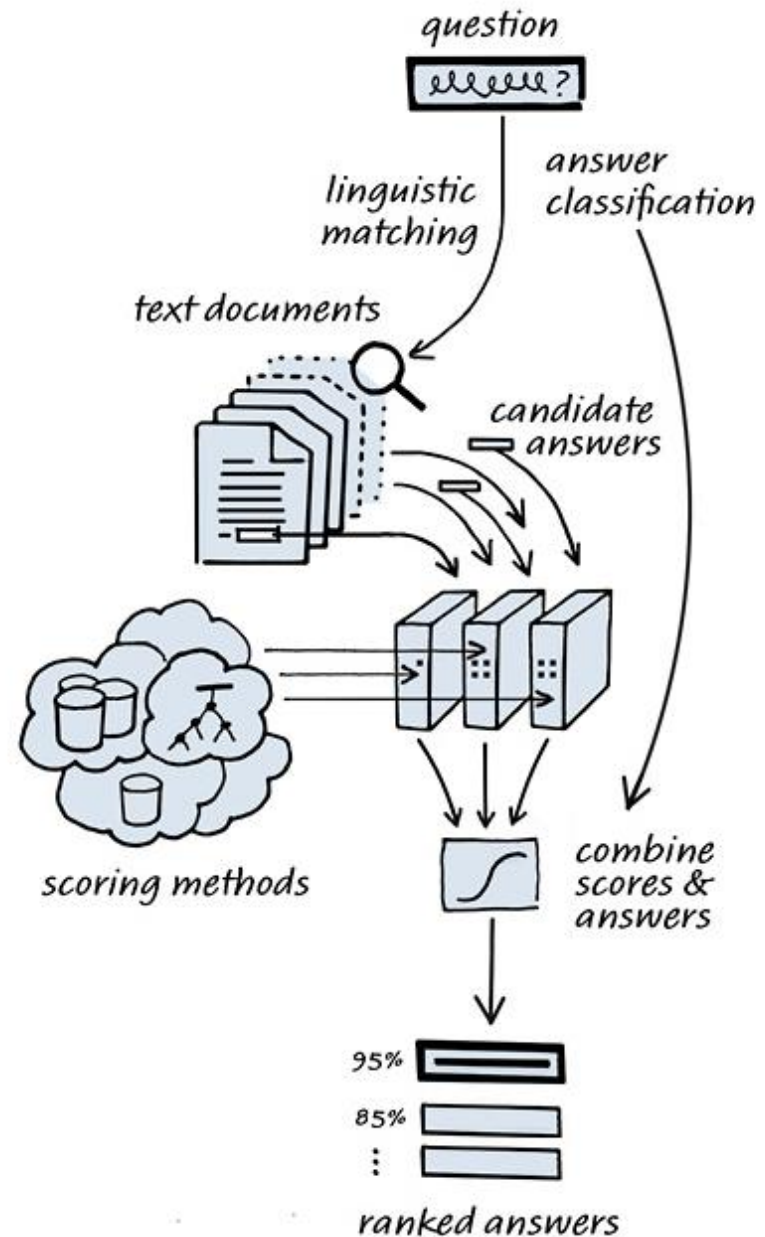 question
?
linguistic
matching
answer
classification
text documents
candidate
answers
scoring methods
combine
scores &
answers
95%
85%
ranked answers